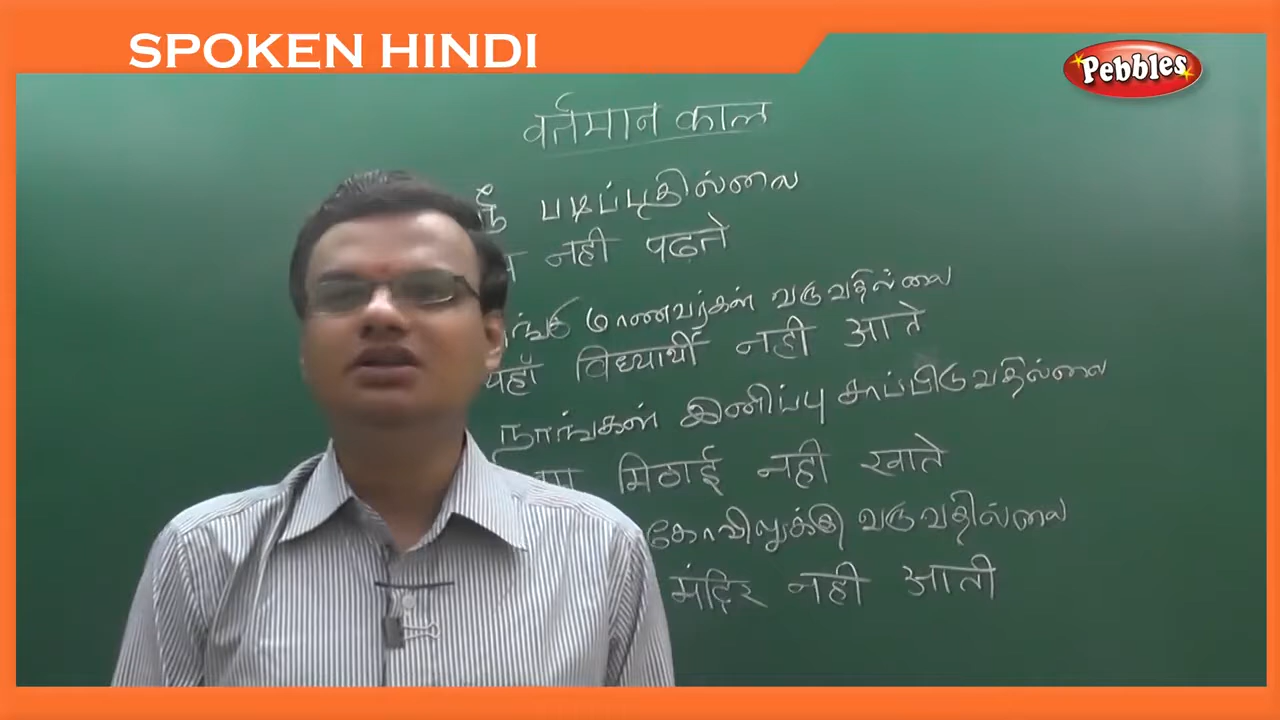 SPOKEN HINDI
Pebbles
वर्तमान काल
படிப்பதில்லை
नही पढ़ते
மாணவர்கள் வருவதில்லை
यहाँ विध्यार्थी नही आते
நாங்கள் இனிப்பு சாப்பிடுவதில்லை
मिठाई नही खाते
கோவிலுக்கு வருவதில்லை
मंदिर नही आती